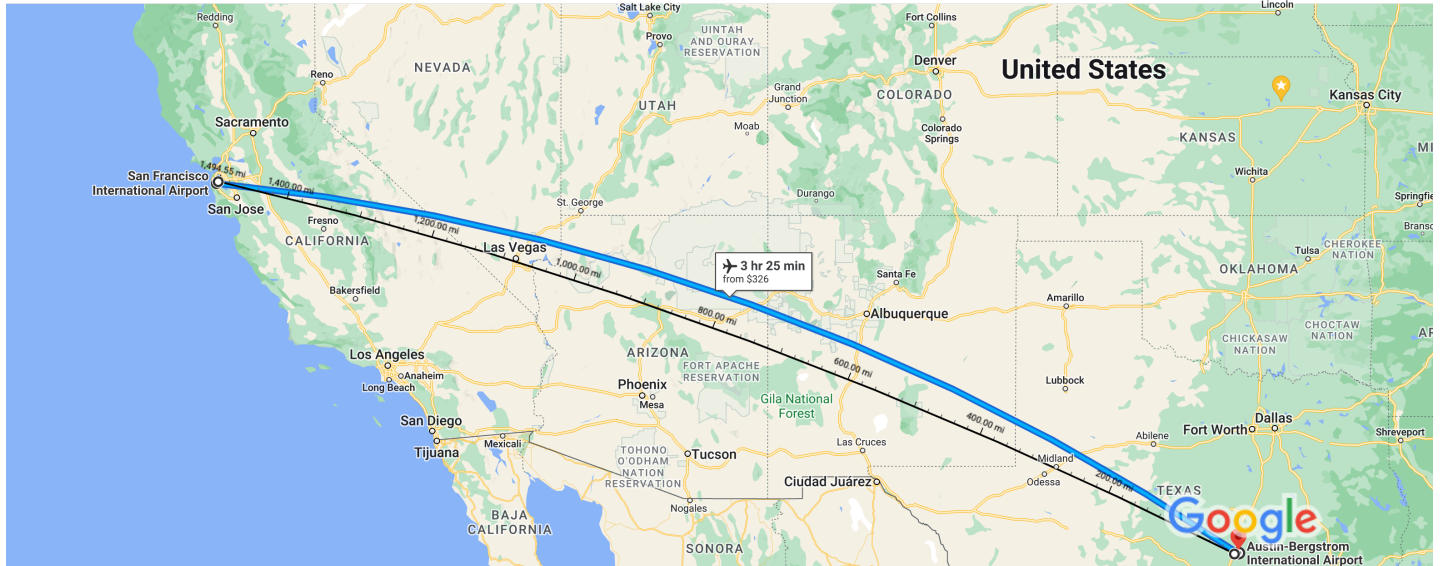 Redding
Salt Lake City
Provo
UINTAH
AND OURAY
RESERVATION
Fort Collins
Lincoln
Reno
NEVADA
UTAH
Grand
Junction
Moab
Denver
COLORADO
Colorado
Springs
United States
Kansas City
KANSAS
Wichita
Sacramento
San Francisco
International Airport
1,494.55 mi
1,400.00 mi
San Jose
Fresno
CALIFORNIA
1,200.00 mi
St. George
Durango
Las Vegas
1,000.00 mi
3 hr 25 min
from $326
Santa Fe
Albuquerque
Bakersfield
800.00 mi
Amarillo
OKLAHOMA
Tulsa
CHEROKEE
NATION
CHICKASAW
NATION
CHOCTAW
NATION
Los Angeles
Long Beach
Anaheim
ARIZONA
FORT APACHE
RESERVATION
600.00 mi
Phoenix
Mesa
Gila National
Forest
Lubbock
400.00 mi
San Diego
Tijuana
Mexicali
TOHONO
O'ODHAM
NATION
RESERVATION
Tucson
Las Cruces
Ciudad Juárez
Midland
Odessa
Abilene
Fort Worth
Dallas
Shreveport
200.00 mi
TEXAS
Nogales
BAJA
CALIFORNIA
SONORA
Google
Austin-Bergstrom
International Airport